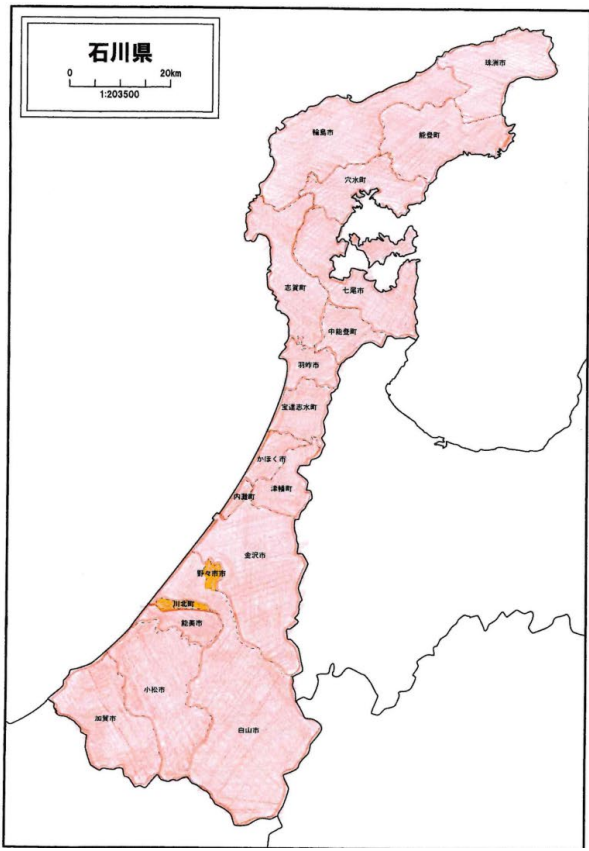 石川県
0 20km
1:203500
珠洲市
輪島市
能登町
穴水町
志賀町
七尾市
中能登町
羽咋市
宝達志水町
かほく市
津幡町
内灘町
金沢市
野々市市
川北町
能美市
小松市
加賀市
白山市